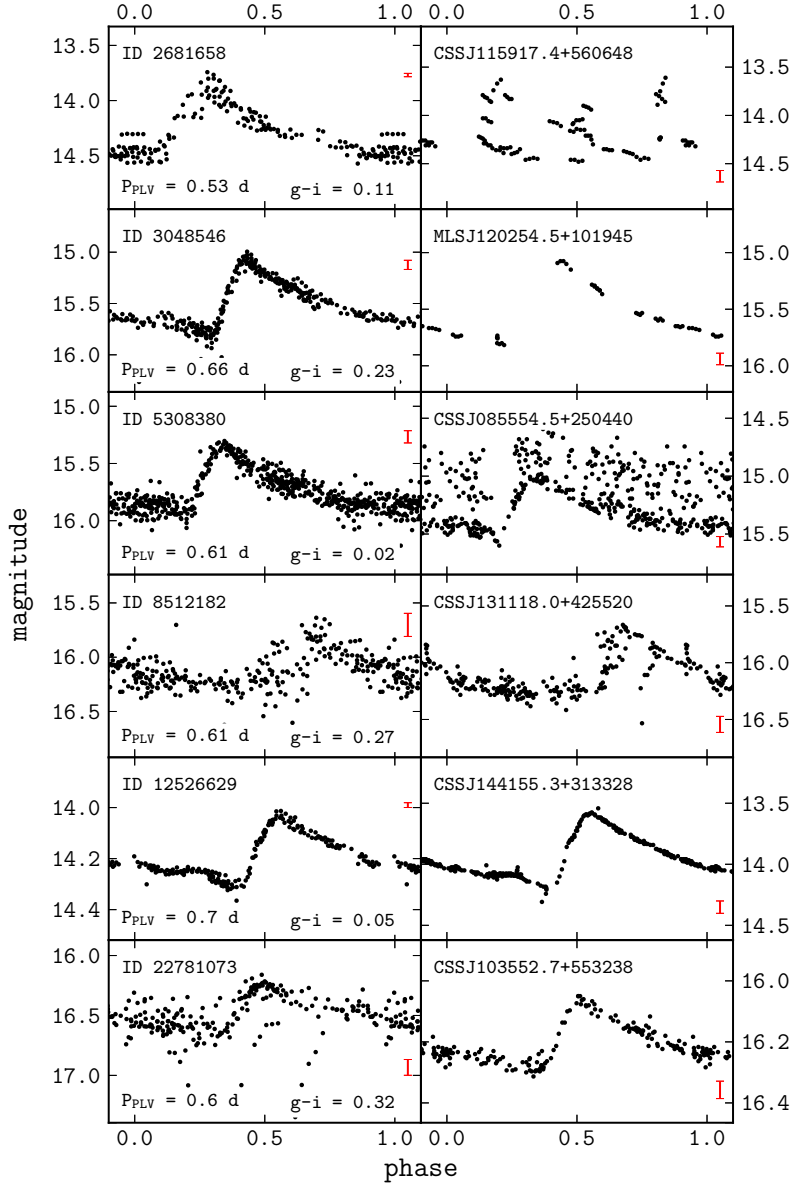 0.0 0.5 1.0 0.0 0.5 1.0
ID 2681658
P_PLV = 0.53 d g-i = 0.11
13.5
14.0
14.5
CSSJ115917.4+560648
13.5
14.0
14.5
ID 3048546
P_PLV = 0.66 d g-i = 0.23
15.0
15.5
16.0
MLSJ120254.5+101945
15.0
15.5
16.0
ID 5308380
P_PLV = 0.61 d g-i = 0.02
15.0
15.5
16.0
CSSJ085554.5+250440
14.5
15.0
15.5
ID 8512182
P_PLV = 0.61 d g-i = 0.27
15.5
16.0
16.5
CSSJ131118.0+425520
15.5
16.0
16.5
ID 12526629
P_PLV = 0.7 d g-i = 0.05
14.0
14.2
14.4
CSSJ144155.3+313328
13.5
14.0
14.5
ID 22781073
P_PLV = 0.6 d g-i = 0.32
16.0
16.5
17.0
CSSJ103552.7+553238
16.0
16.2
16.4
0.0 0.5 1.0 0.0 0.5 1.0
phase
magnitude